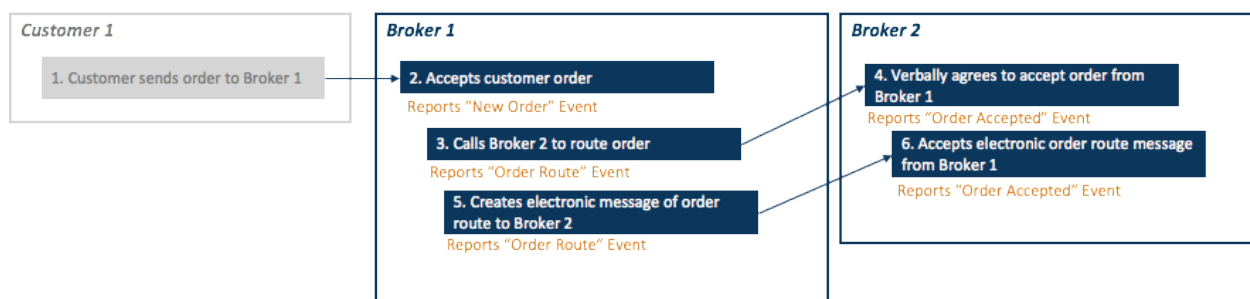 Customer 1
1. Customer sends order to Broker 1
Broker 1
2. Accepts customer order
Reports "New Order" Event
3. Calls Broker 2 to route order
Reports "Order Route" Event
5. Creates electronic message of order
route to Broker 2
Reports "Order Route" Event
Broker 2
4. Verbally agrees to accept order from
Broker 1
Reports "Order Accepted" Event
6. Accepts electronic order route message
from Broker 1
Reports "Order Accepted" Event